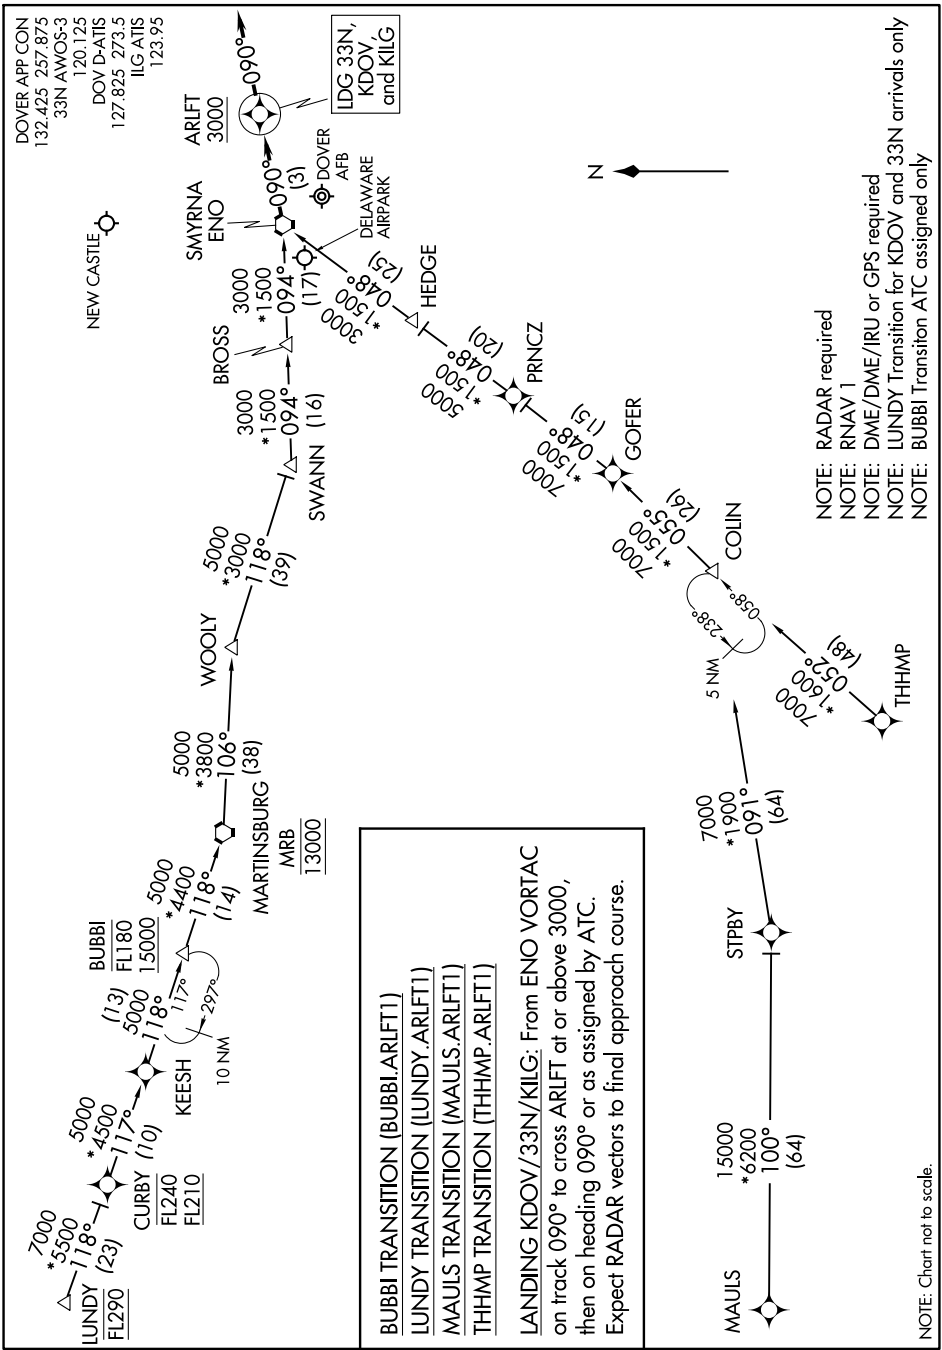 DOVER APP CON
132.425 257.875
33N AWOS-3
120.125
DOV D-ATIS
127.825 273.5
ILG ATIS
123.95
NEW CASTLE
LUNDY
FL290
7000
*5500
118°
(23)
CURBY
FL240
FL210
5000
*4500
117°
(10)
KEESH
(13)
5000
118°
BUBBI
FL180
15000
117°
297°
10 NM
5000
*4400
118°
(14)
MARTINSBURG
MRB
13000
5000
*3800
106°
(38)
WOOLY
5000
*3000
118°
(39)
SWANN
3000
*1500
094°
(16)
BROSS
3000
*1500
094°
(17)
SMYRNA
ENO
090°
(3)
ARLFT
3000
090°
LDG 33N,
KDOV,
and KILG
DOVER
AFB
DELAWARE
AIRPARK
3000
*1500
048°
(25)
HEDGE
5000
*1500
048°
(20)
PRNCZ
7000
*1500
048°
(15)
GOFER
7000
*1500
055°
(26)
COLIN
238°
058°
5 NM
7000
*1600
052°
(48)
THHMP
7000
*1900
091°
(64)
STPBY
15000
*6200
100°
(64)
MAULS
N
BUBBI TRANSITION (BUBBI.ARLFT1)
LUNDY TRANSITION (LUNDY.ARLFT1)
MAULS TRANSITION (MAULS.ARLFT1)
THHMP TRANSITION (THHMP.ARLFT1)
LANDING KDOV/33N/KILG: From ENO VORTAC
on track 090° to cross ARLFT at or above 3000,
then on heading 090° or as assigned by ATC.
Expect RADAR vectors to final approach course.
NOTE: RADAR required
NOTE: RNAV 1
NOTE: DME/DME/IRU or GPS required
NOTE: LUNDY Transition for KDOV and 33N arrivals only
NOTE: BUBBI Transiton ATC assigned only
NOTE: Chart not to scale.